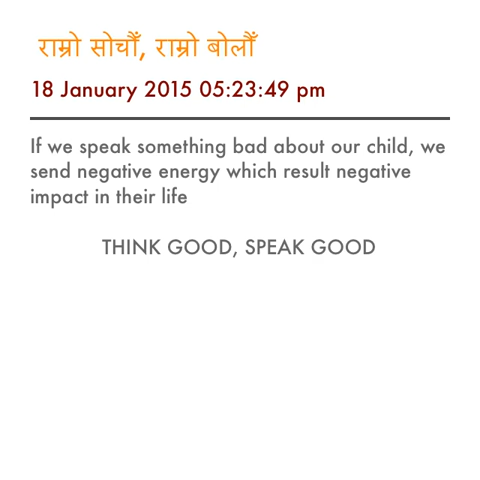 राम्रो सोचौँ, राम्रो बोलौँ
18 January 2015 05:23:49 pm
If we speak something bad about our child, we
send negative energy which result negative
impact in their life
THINK GOOD, SPEAK GOOD